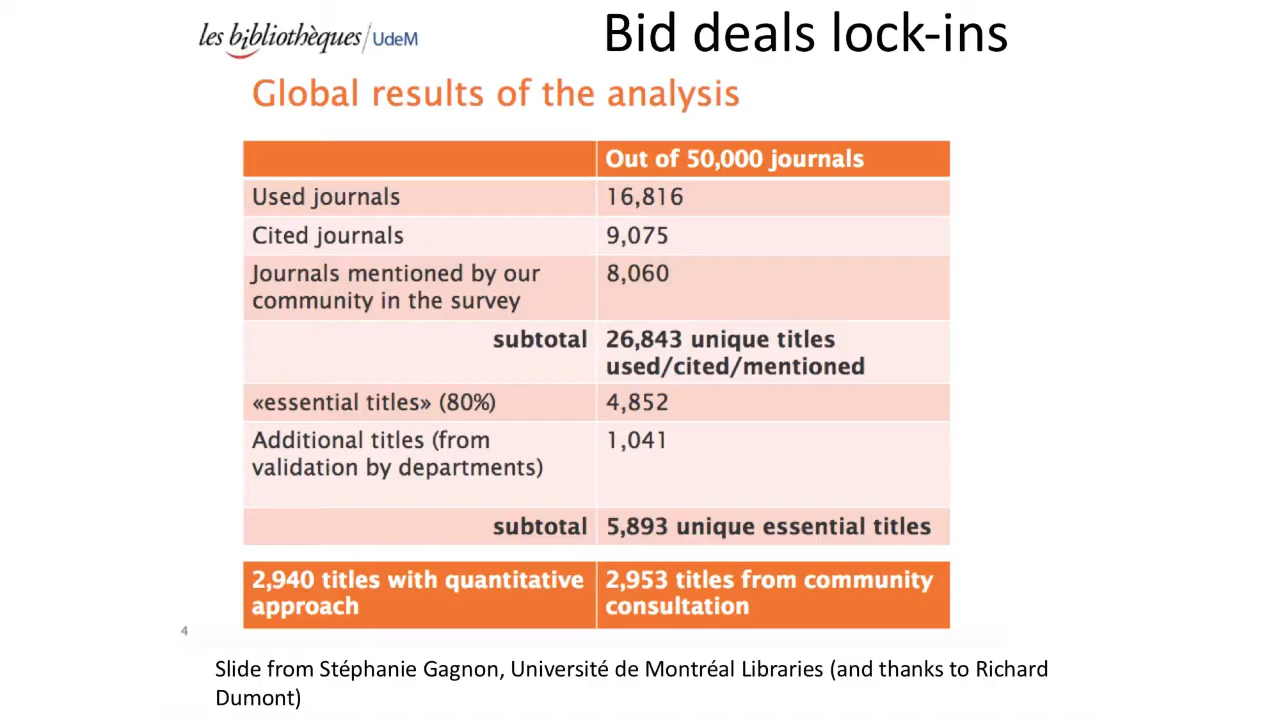 les bibliothèques/UdeM
Bid deals lock-ins
Global results of the analysis
Out of 50,000 journals
Used journals
16,816
Cited journals
9,075
Journals mentioned by our
community in the survey
8,060
subtotal
26,843 unique titles
used/cited/mentioned
«essential titles» (80%)
4,852
Additional titles (from
validation by departments)
1,041
subtotal
5,893 unique essential titles
2,940 titles with quantitative
approach
2,953 titles from community
consultation
4
Slide from Stéphanie Gagnon, Université de Montréal Libraries (and thanks to Richard
Dumont)